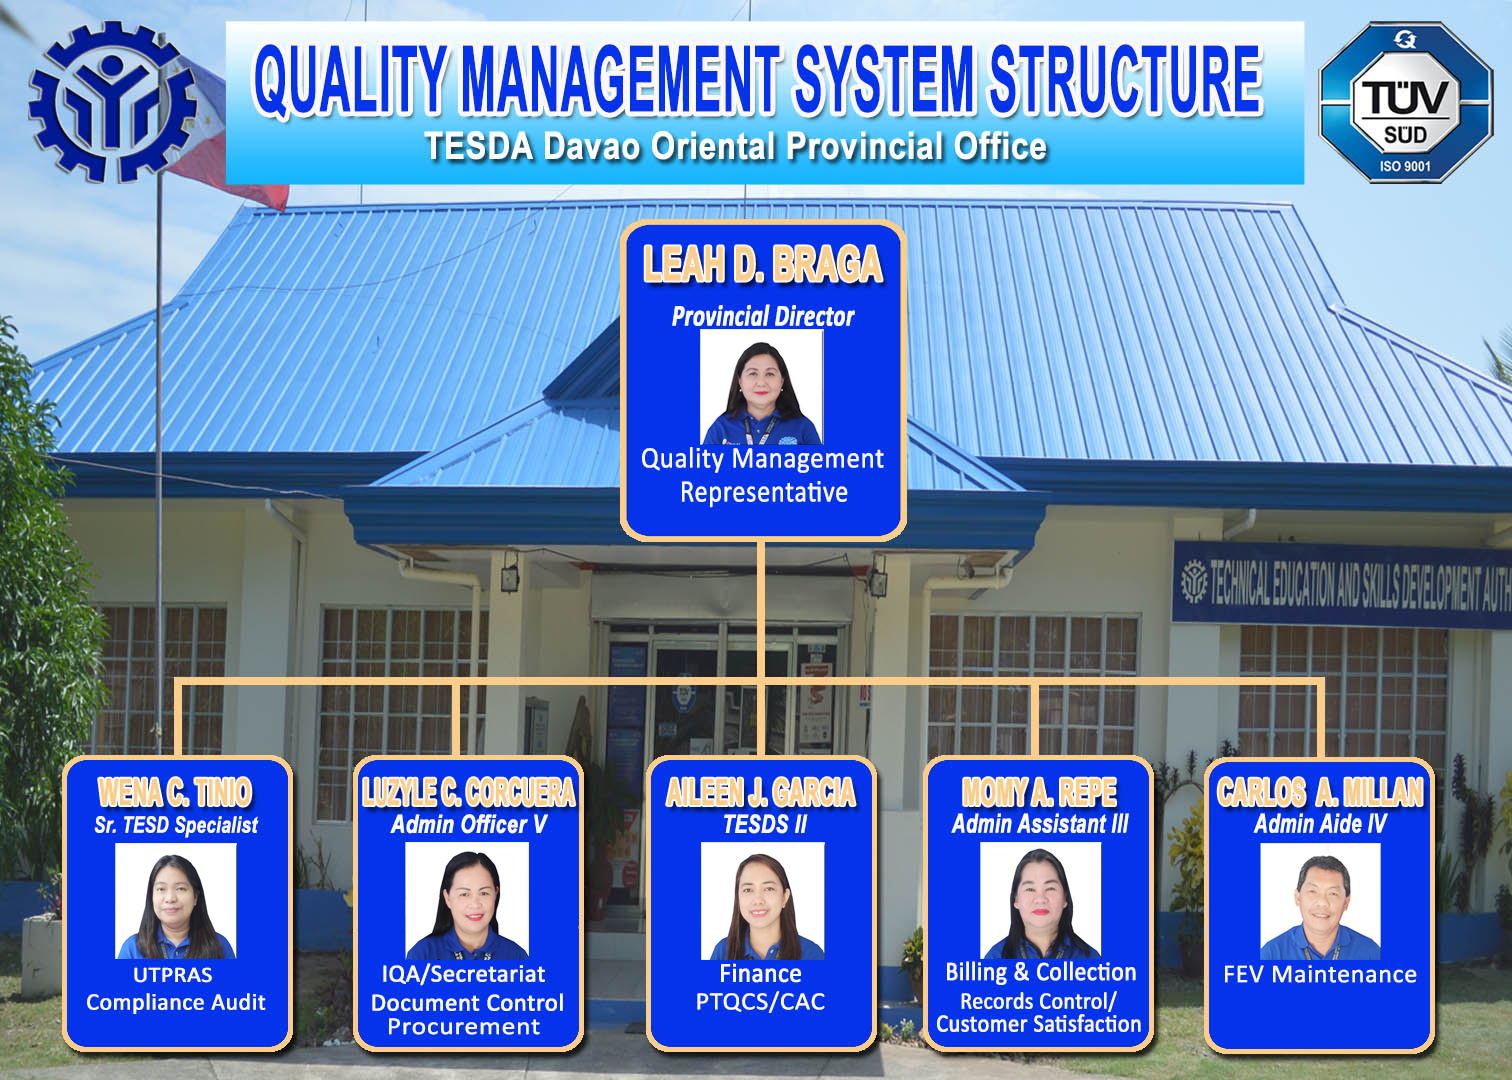 QUALITY MANAGEMENT SYSTEM STRUCTURE
TESDA Davao Oriental Provincial Office
TÜV
SÜD
ISO 9001
LEAH D. BRAGA
Provincial Director
Quality Management
Representative
TECHNICAL EDUCATION AND SKILLS DEVELOPMENT AUTH
WENA C. TINIO
Sr. TESD Specialist
UTPRAS
Compliance Audit
LUZYLE C. CORCUERA
Admin Officer V
IQA/Secretariat
Document Control
Procurement
AILEEN J. GARCIA
TESDS II
Finance
PTQCS/CAC
MOMY A. REPE
Admin Assistant III
Billing & Collection
Records Control/
Customer Satisfaction
CARLOS A. MILLAN
Admin Aide IV
FEV Maintenance